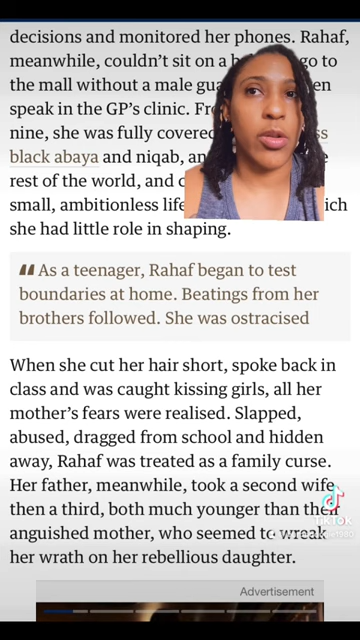 decisions and monitored her phones. Rahaf,
meanwhile, couldn't sit on a go to
the mall without a male
speak in the GP's clinic.
nine, she was fully covered
black abaya and niqab,
rest of the world, and
small, ambitionless life
she had little role in shaping.
As a teenager, Rahaf began to test
boundaries at home. Beatings from her
brothers followed. She was ostracised
When she cut her hair short, spoke back in
class and was caught kissing girls, all her
mother's fears were realised. Slapped,
abused, dragged from school and hidden
away, Rahaf was treated as a family curse.
Her father, meanwhile, took a second wife
then a third, both much younger than
anguished mother, who seemed to wreak
her wrath on her rebellious daughter.
TikTok
Advertisement